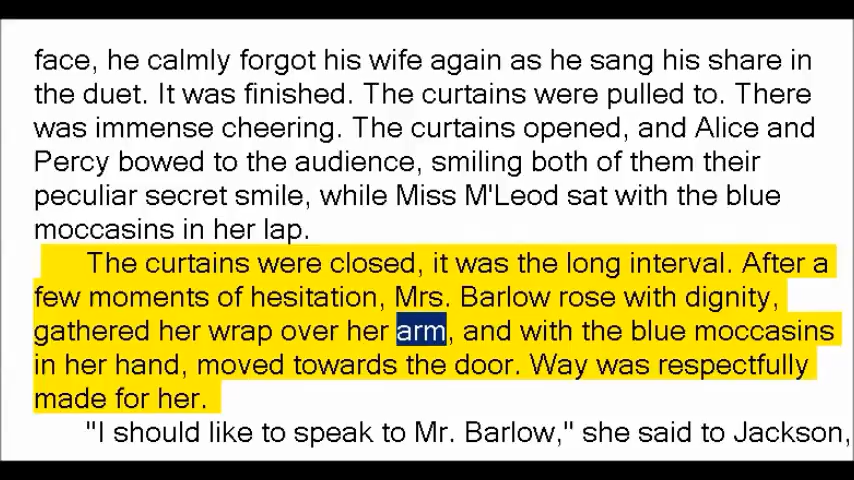 face, he calmly forgot his wife again as he sang his share in
the duet. It was finished. The curtains were pulled to. There
was immense cheering. The curtains opened, and Alice and
Percy bowed to the audience, smiling both of them their
peculiar secret smile, while Miss M'Leod sat with the blue
moccasins in her lap.
The curtains were closed, it was the long interval. After a
few moments of hesitation, Mrs. Barlow rose with dignity,
gathered her wrap over her arm, and with the blue moccasins
in her hand, moved towards the door. Way was respectfully
made for her.
"I should like to speak to Mr. Barlow," she said to Jackson,